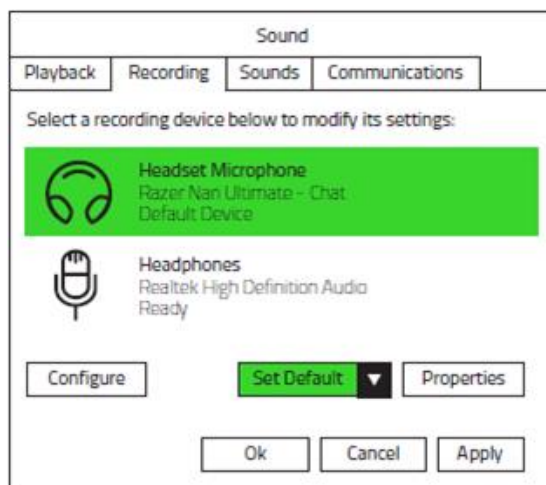 Sound
Playback Recording Sounds Communications
Select a recording device below to modify its settings:
Headset Microphone
Razer Nari Ultimate - Chat
Default Device
Headphones
Realtek High Definition Audio
Ready
Configure Set Default Properties
Ok Cancel Apply